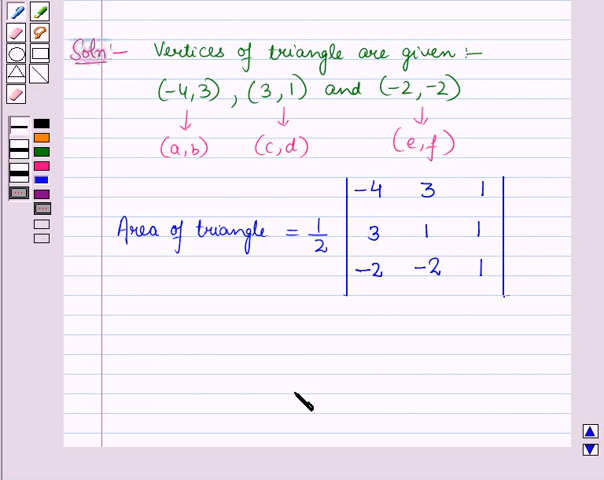 Soln:- Vertices of triangle are given:-
(-4,3), (3,1) and (-2,-2)
↓ ↓ ↓
(a,b) (c,d) (e,f)
-4 3 1
Area of triangle = 1/2 3 1 1
-2 -2 1